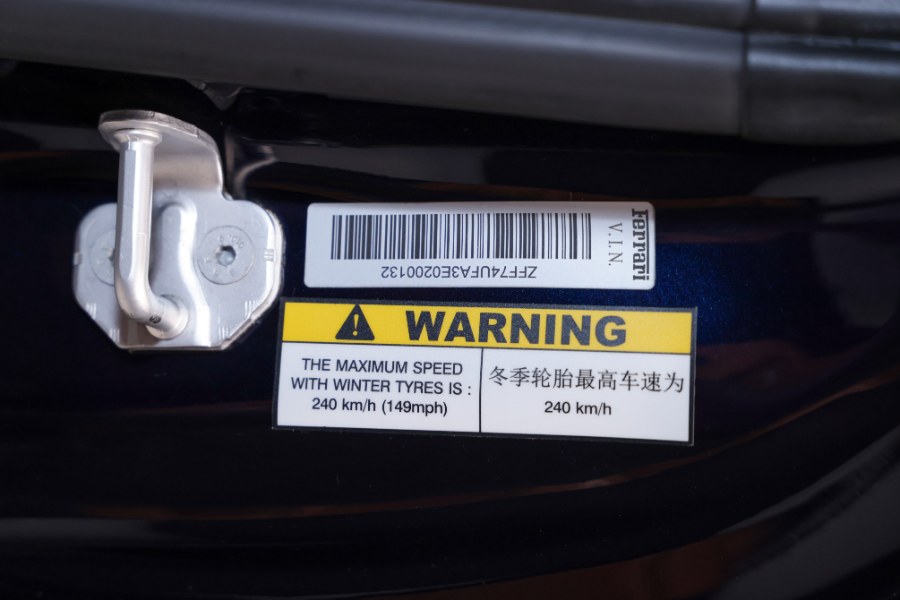 Ferrari
V.I.N.
ZFF74UFA3E0200132
WARNING
THE MAXIMUM SPEED
WITH WINTER TYRES IS :
240 km/h (149mph)
冬季轮胎最高车速为
240 km/h